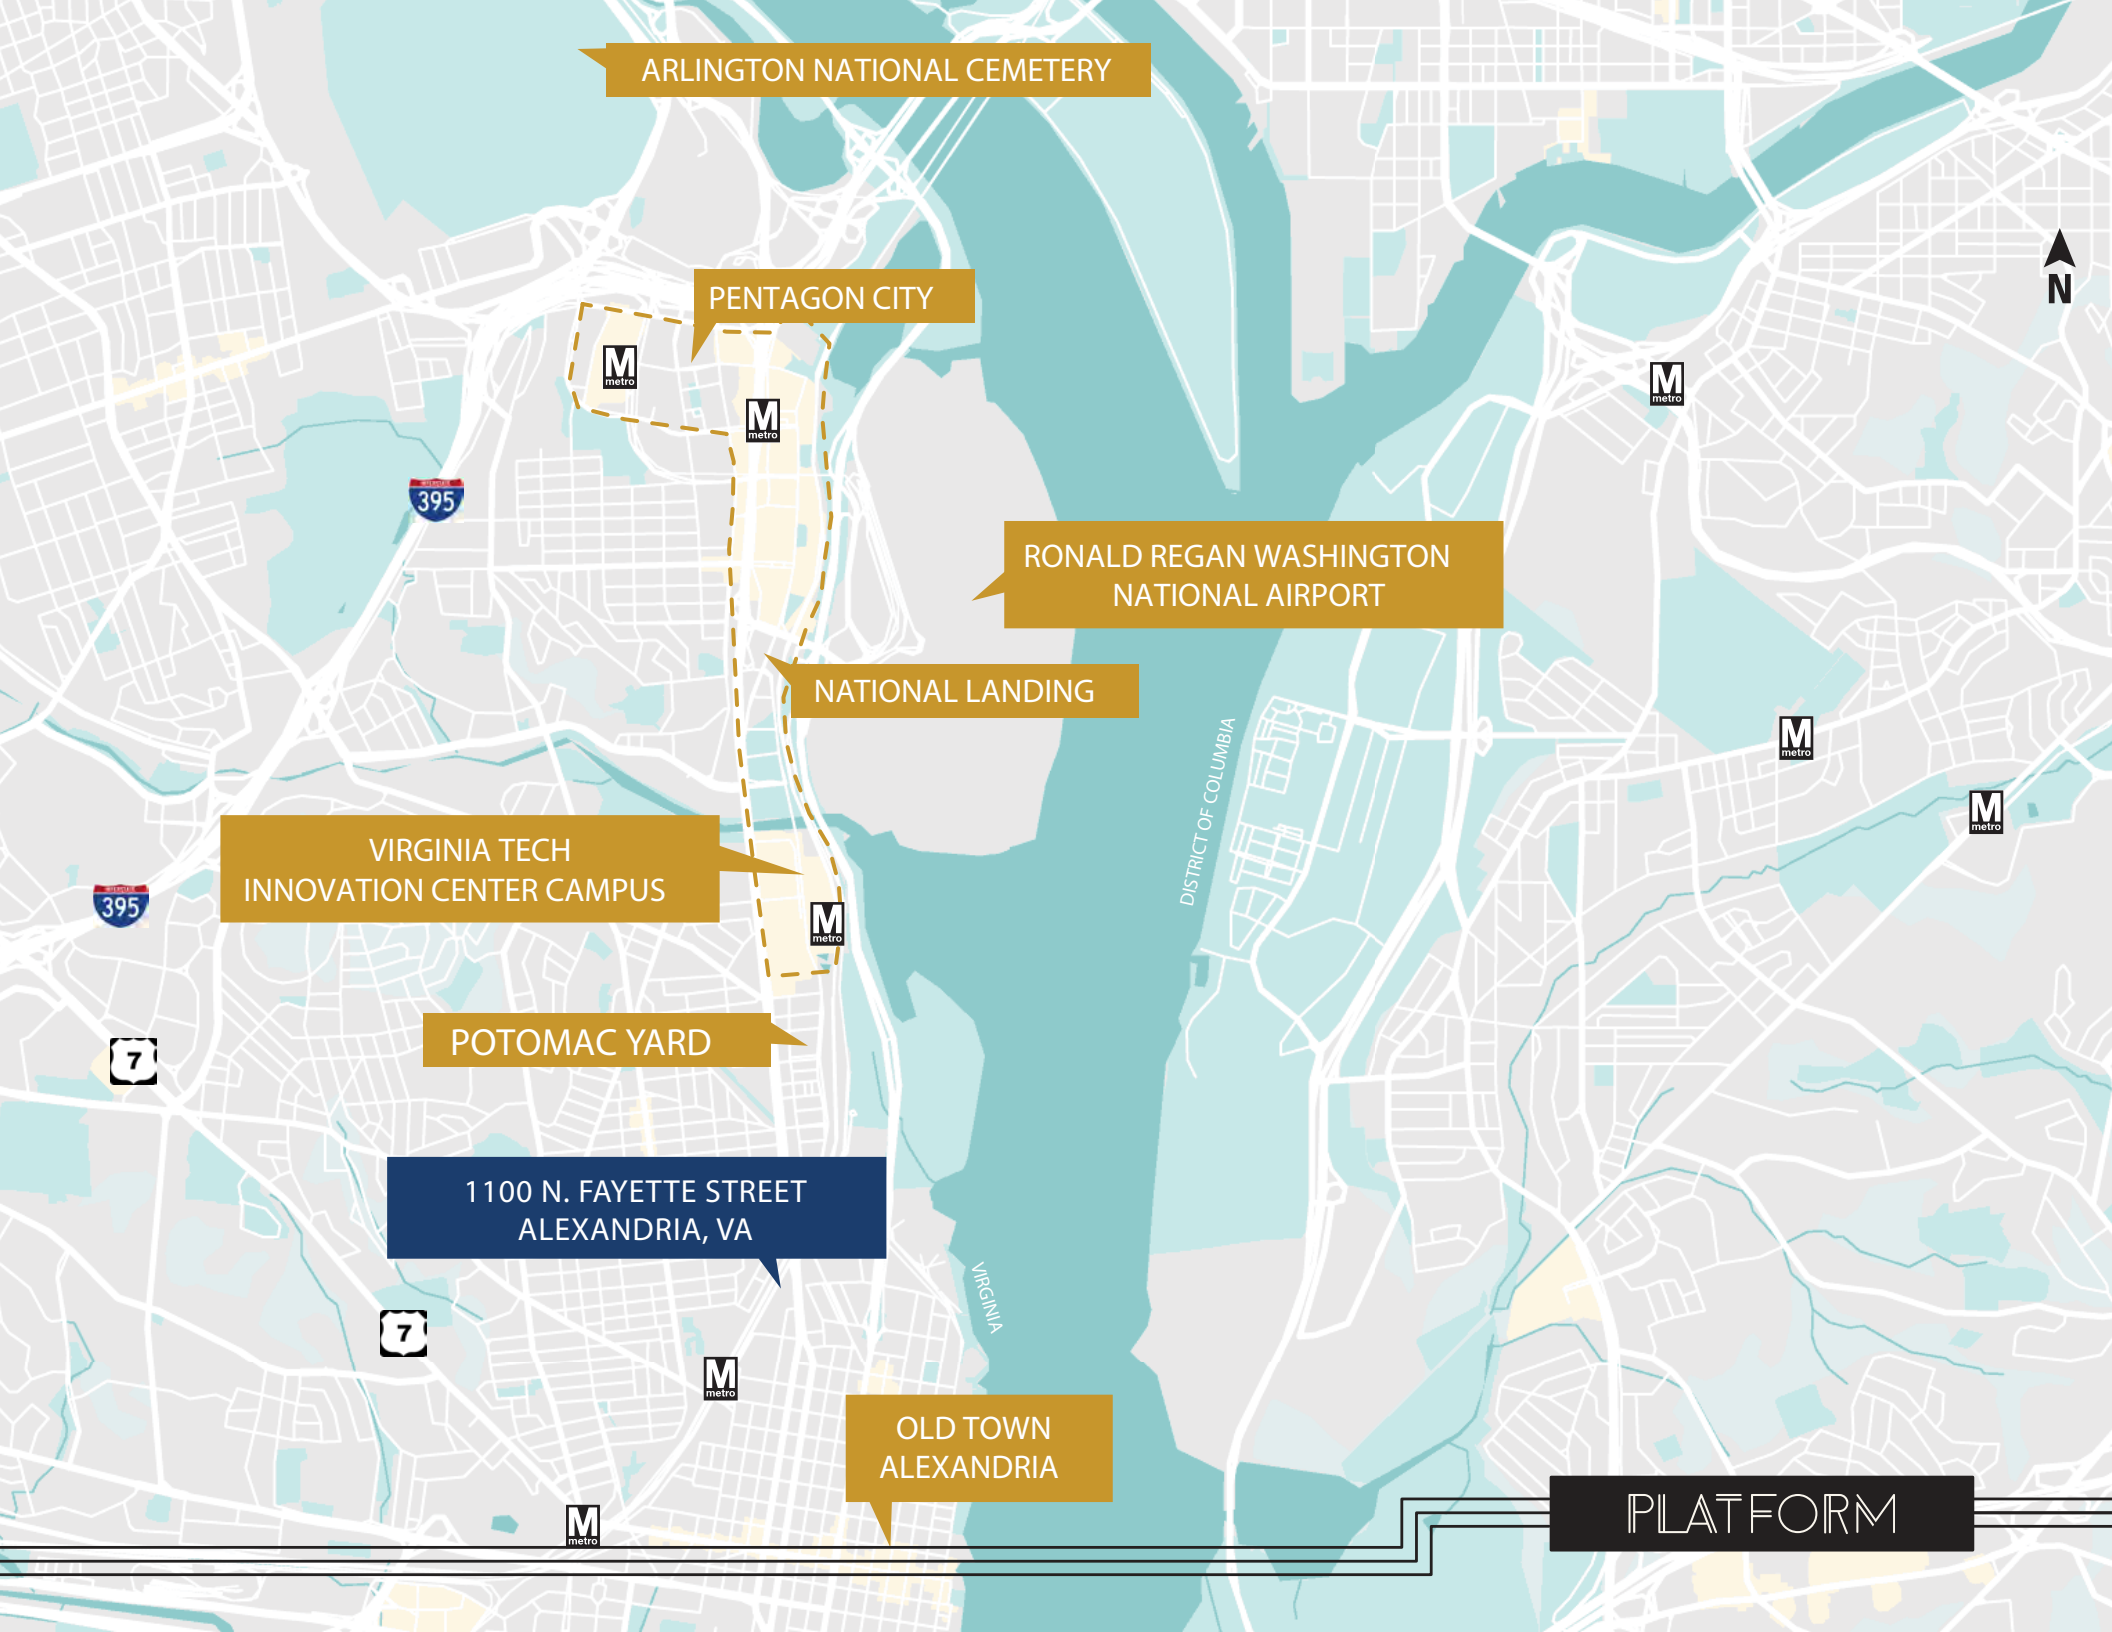 ARLINGTON NATIONAL CEMETERY
N
PENTAGON CITY
M
metro
M
metro
M
metro
INTERSTATE
395
RONALD REGAN WASHINGTON
NATIONAL AIRPORT
NATIONAL LANDING
DISTRICT OF COLUMBIA
M
metro
M
metro
VIRGINIA TECH
INNOVATION CENTER CAMPUS
INTERSTATE
395
M
metro
POTOMAC YARD
7
1100 N. FAYETTE STREET
ALEXANDRIA, VA
VIRGINIA
7
M
metro
OLD TOWN
ALEXANDRIA
M
metro
PLATFORM